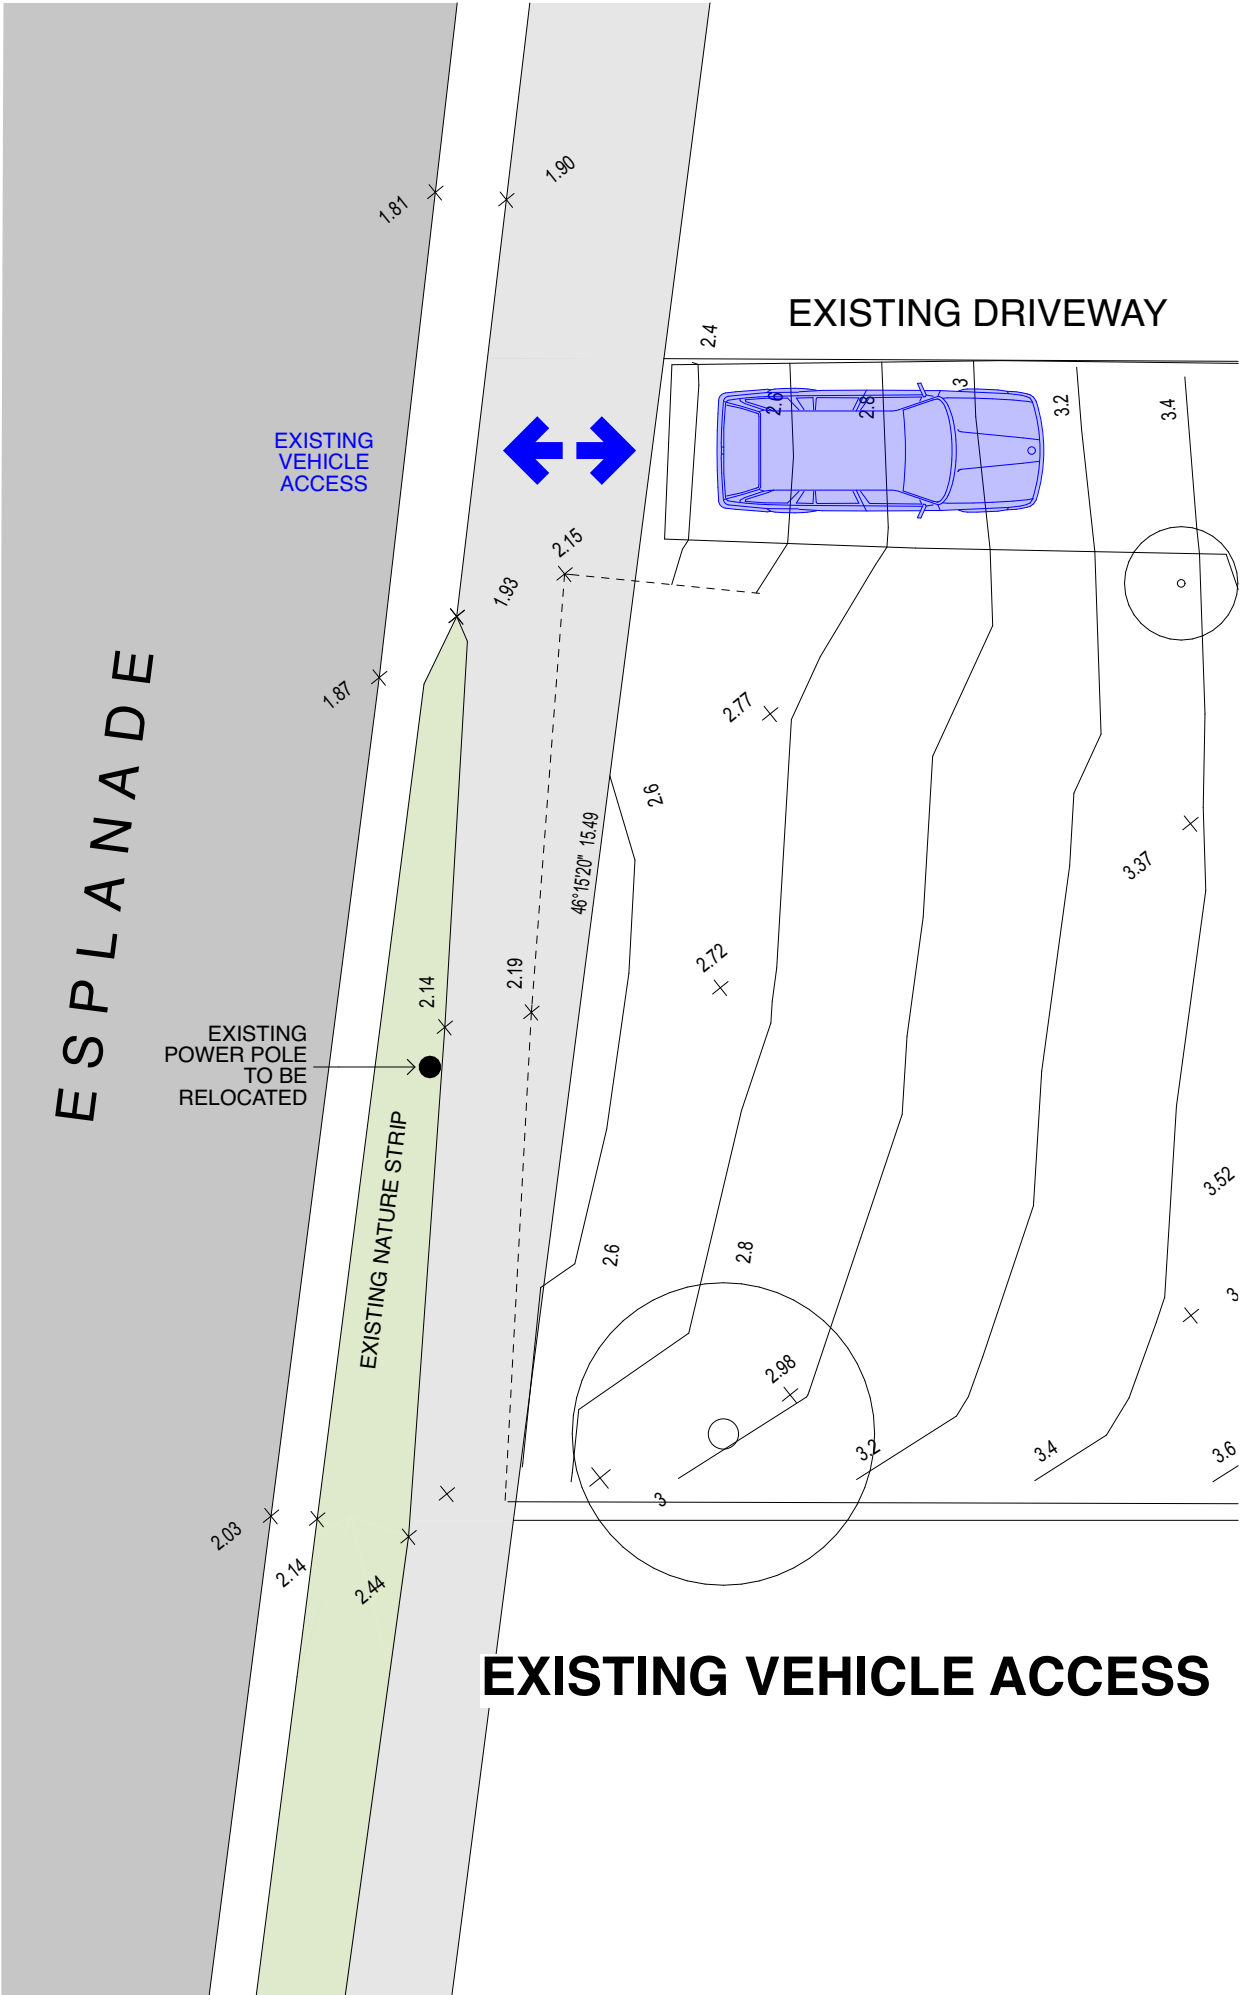 1.90
1.81
EXISTING DRIVEWAY
2.4
2.6
2.8
3
3.2
3.4
EXISTING
VEHICLE
ACCESS
2.15
1.93
1.87
2.77
2.6
46°15'20" 15.49
3.37
ESPLANADE
2.72
2.19
2.14
EXISTING
POWER POLE
TO BE
RELOCATED
EXISTING NATURE STRIP
3.52
2.6
2.8
3
2.98
3.2
3.4
3.6
3
2.03
2.14
2.44
EXISTING VEHICLE ACCESS